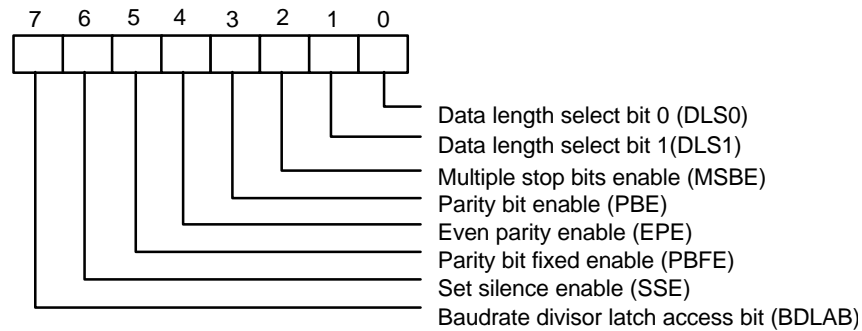 7 6 5 4 3 2 1 0
Data length select bit 0 (DLS0)
Data length select bit 1(DLS1)
Multiple stop bits enable (MSBE)
Parity bit enable (PBE)
Even parity enable (EPE)
Parity bit fixed enable (PBFE)
Set silence enable (SSE)
Baudrate divisor latch access bit (BDLAB)